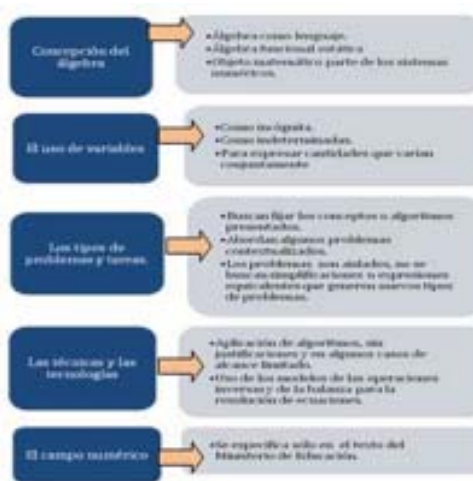 Concepción del
álgebra
•Álgebra como lenguaje.
•Álgebra funcional estática
•Objeto matemático parte de los sistemas
numéricos.
El uso de variables
•Como incógnita.
•Como indeterminadas.
•Para expresar cantidades que varían
conjuntamente
Los tipos de
problemas y tareas.
•Buscan fijar los conceptos o algoritmos
presentados.
•Abordan algunos problemas
contextualizados.
•Los problemas son aislados, no se
buscan simplificaciones o expresiones
equivalentes que generen nuevos tipos
de problemas.
Las técnicas y las
tecnologías
•Aplicación de algoritmos, sin
justificaciones y en algunos casos de
alcance limitado.
•Uso de los modelos de las operaciones
inversas y de la balanza para la
resolución de ecuaciones.
El campo numérico
•Se especifica sólo en el texto del
Ministerio de Educación.